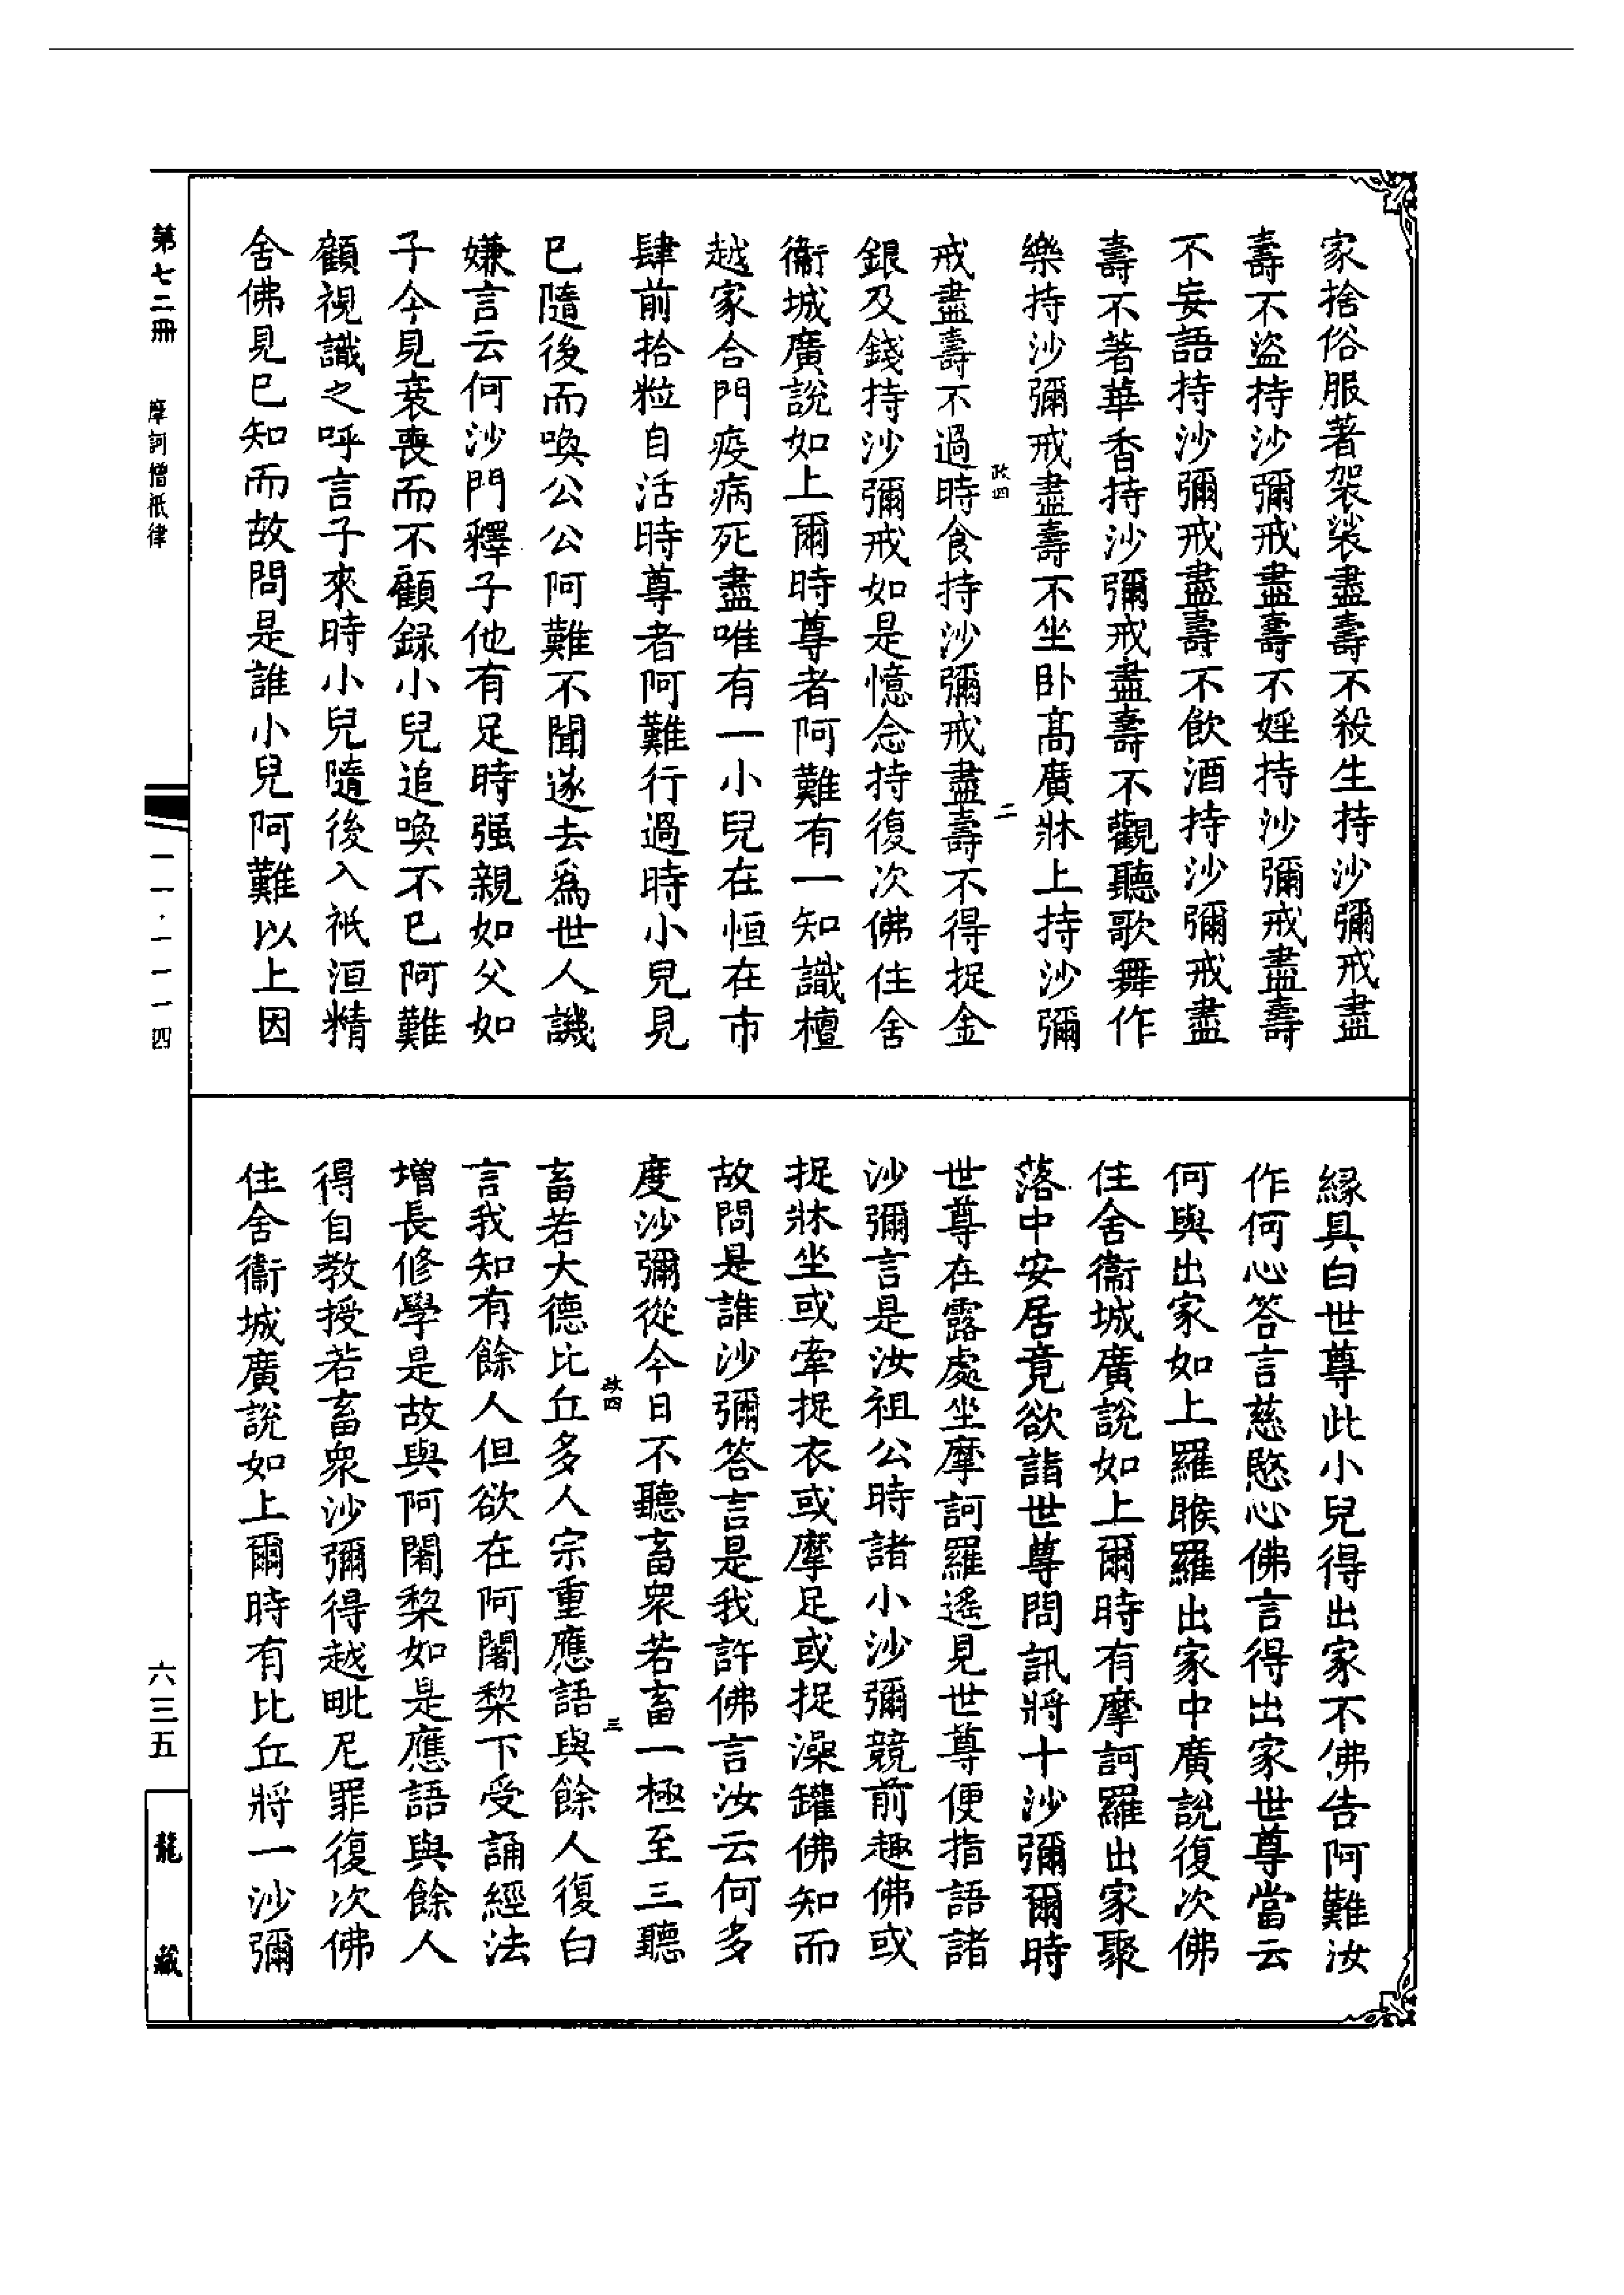 家捨俗服著袈裟盡壽不殺生持沙彌戒盡
壽不盜持沙彌戒盡壽不婬持沙彌戒盡壽
不妄語持沙彌戒盡壽不飲酒持沙彌戒盡
壽不著華香持沙彌戒盡壽不觀聽歌舞作
樂持沙彌戒盡壽不坐卧高廣牀上持沙彌
政四 二
戒盡壽不過時食持沙彌戒盡壽不得捉金
銀及錢持沙彌戒如是憶念持復次佛住舍
衞城廣說如上爾時尊者阿難有一知識檀
越家合門疫病死盡唯有一小兒在恒在市
肆前拾粒自活時尊者阿難行過時小兒見
已隨後而喚公公阿難不聞遂去爲世人譏
嫌言云何沙門釋子他有足時强親如父如
子今見衰喪而不顧録小兒追喚不已阿難
顧視識之呼言子來時小兒隨後入祇洹精
舍佛見已知而故問是誰小兒阿難以上因
緣具白世尊此小兒得出家不佛告阿難汝
作何心答言慈愍心佛言得出家世尊當云
何與出家如上羅睺羅出家中廣說復次佛
住舍衞城廣說如上爾時有摩訶羅出家聚
落中安居竟欲詣世尊問訊將十沙彌爾時
世尊在露處坐摩訶羅遙見世尊便指語諸
沙彌言是汝祖公時諸小沙彌競前趣佛或
捉牀坐或牽捉衣或摩足或捉澡罐佛知而
故問是誰沙彌答言是我許佛言汝云何多
度沙彌從今日不聽畜衆若畜一極至三聽
政四 三
畜若大德比丘多人宗重應語與餘人復白
言我知有餘人但欲在阿闍梨下受誦經法
增長修學是故與阿闍梨如是應語與餘人
得自教授若畜衆沙彌得越毗尼罪復次佛
住舍衞城廣說如上爾時有比丘將一沙彌
第七二冊 摩訶僧祇律 一一·一一一四 六三五 龍藏